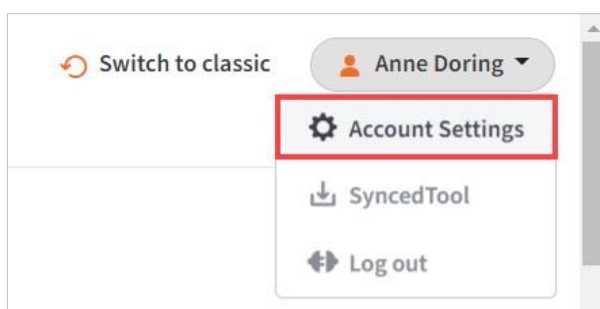 Switch to classic
Anne Doring
Account Settings
SyncedTool
Log out